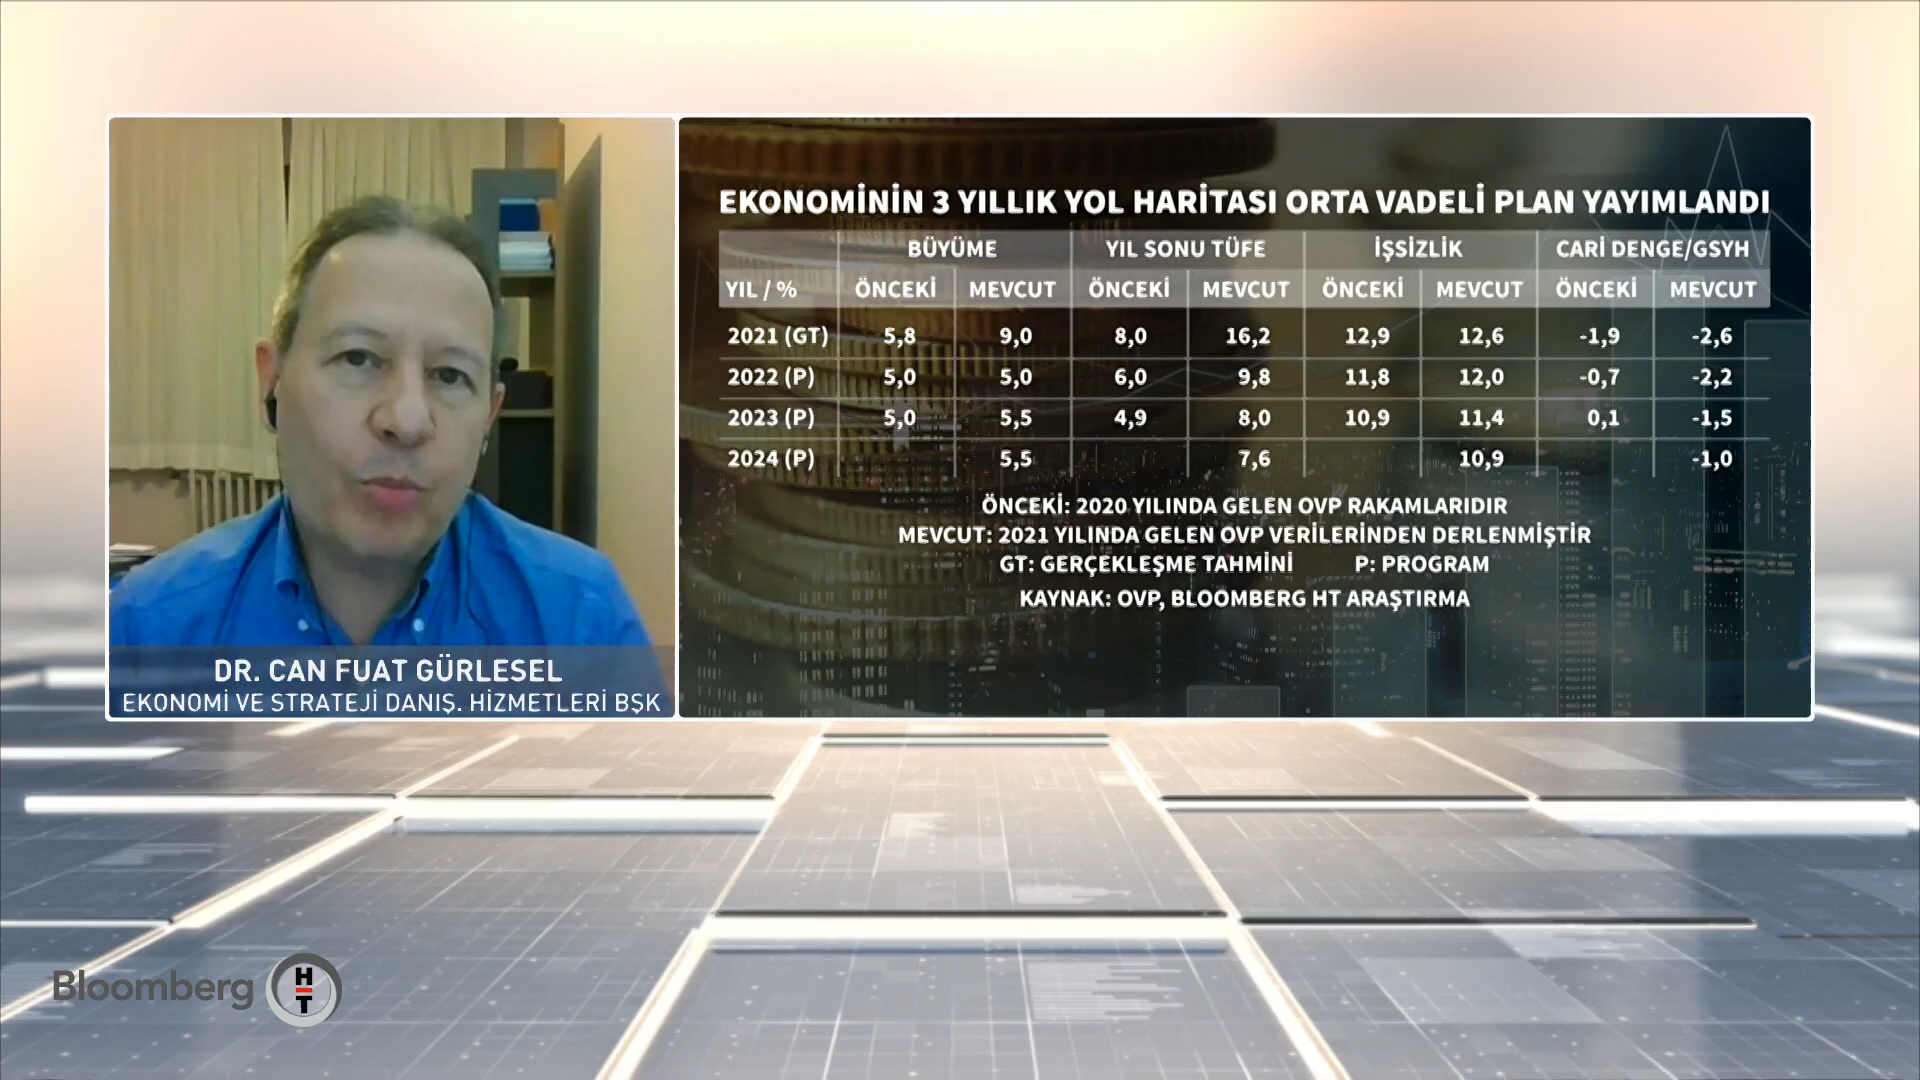 EKONOMİNİN 3 YILLIK YOL HARİTASI ORTA VADELİ PLAN YAYIMLANDI
BÜYÜME YIL SONU TÜFE İŞSİZLİK CARİ DENGE/GSYH
YIL / % ÖNCEKİ MEVCUT ÖNCEKİ MEVCUT ÖNCEKİ MEVCUT ÖNCEKİ MEVCUT
2021 (GT) 5,8 9,0 8,0 16,2 12,9 12,6 -1,9 -2,6
2022 (P) 5,0 5,0 6,0 9,8 11,8 12,0 -0,7 -2,2
2023 (P) 5,0 5,5 4,9 8,0 10,9 11,4 0,1 -1,5
2024 (P) 5,5 7,6 10,9 -1,0
ÖNCEKİ: 2020 YILINDA GELEN OVP RAKAMLARIDIR
MEVCUT: 2021 YILINDA GELEN OVP VERİLERİNDEN DERLENMİŞTİR
GT: GERÇEKLEŞME TAHMİNİ P: PROGRAM
KAYNAK: OVP, BLOOMBERG HT ARAŞTIRMA
DR. CAN FUAT GÜRLESEL
EKONOMİ VE STRATEJİ DANIŞ. HİZMETLERİ BŞK
Bloomberg HT